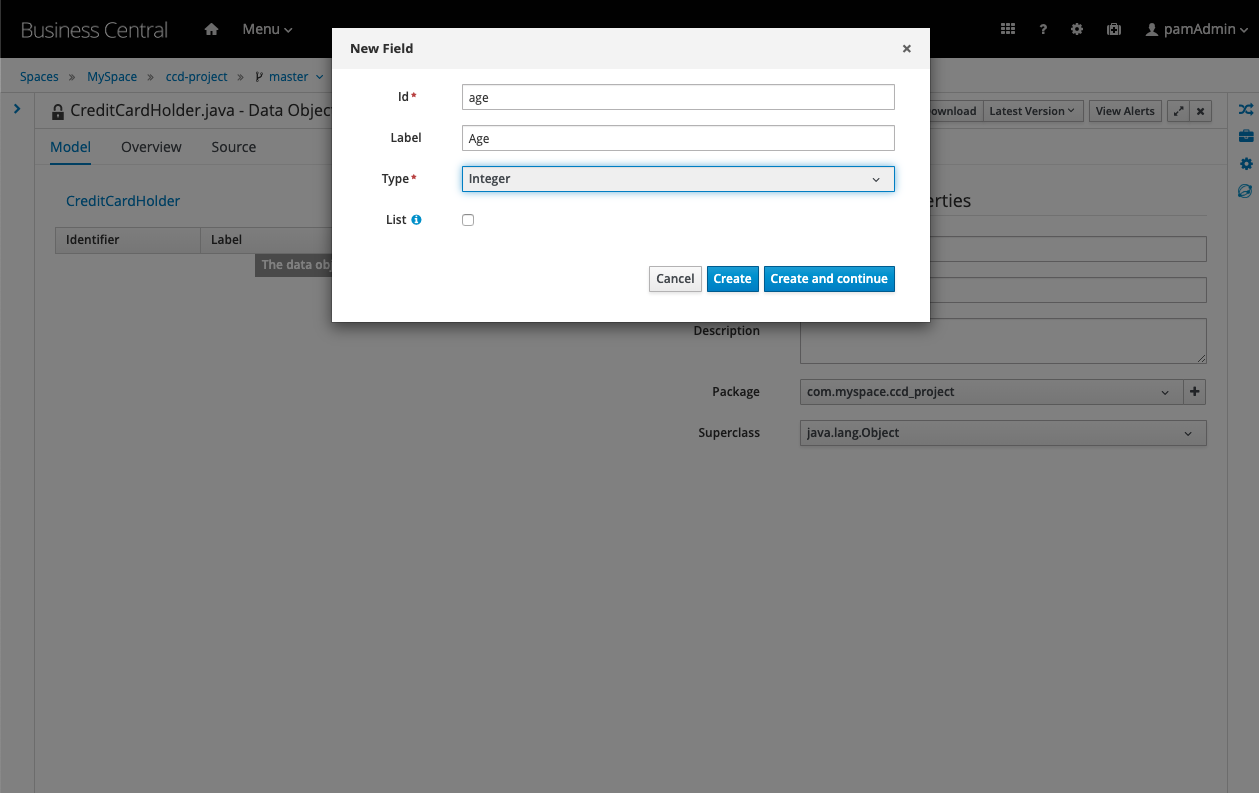 Business Central
Menu
?
pamAdmin
Spaces » MySpace » ccd-project » master
CreditCardHolder.java - Data Objec
ownload
Latest Version
View Alerts
Model
Overview
Source
New Field
×
Id*
age
Label
Age
Type*
Integer
List
Cancel
Create
Create and continue
CreditCardHolder
Identifier
Label
The data obj
erties
Description
Package
com.myspace.ccd_project
Superclass
java.lang.Object